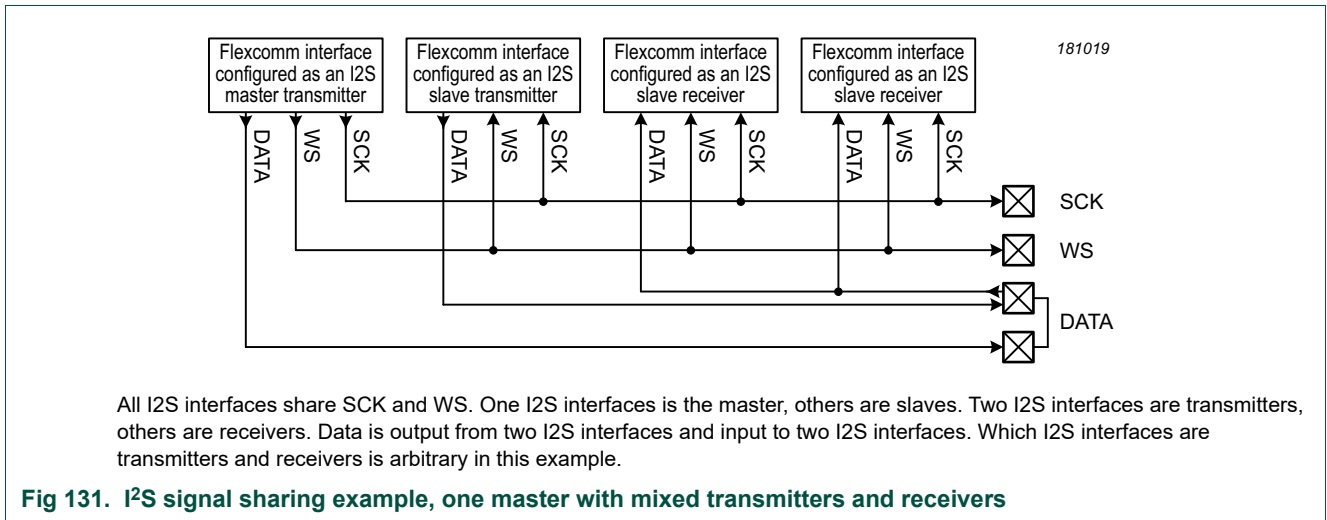 Flexcomm interface
configured as an I2S
master transmitter
Flexcomm interface
configured as an I2S
slave transmitter
Flexcomm interface
configured as an I2S
slave receiver
Flexcomm interface
configured as an I2S
slave receiver
181019
DATA
WS
SCK
DATA
WS
SCK
DATA
WS
SCK
DATA
WS
SCK
SCK
WS
DATA
All I2S interfaces share SCK and WS. One I2S interfaces is the master, others are slaves. Two I2S interfaces are transmitters,
others are receivers. Data is output from two I2S interfaces and input to two I2S interfaces. Which I2S interfaces are
transmitters and receivers is arbitrary in this example.
Fig 131. I²S signal sharing example, one master with mixed transmitters and receivers